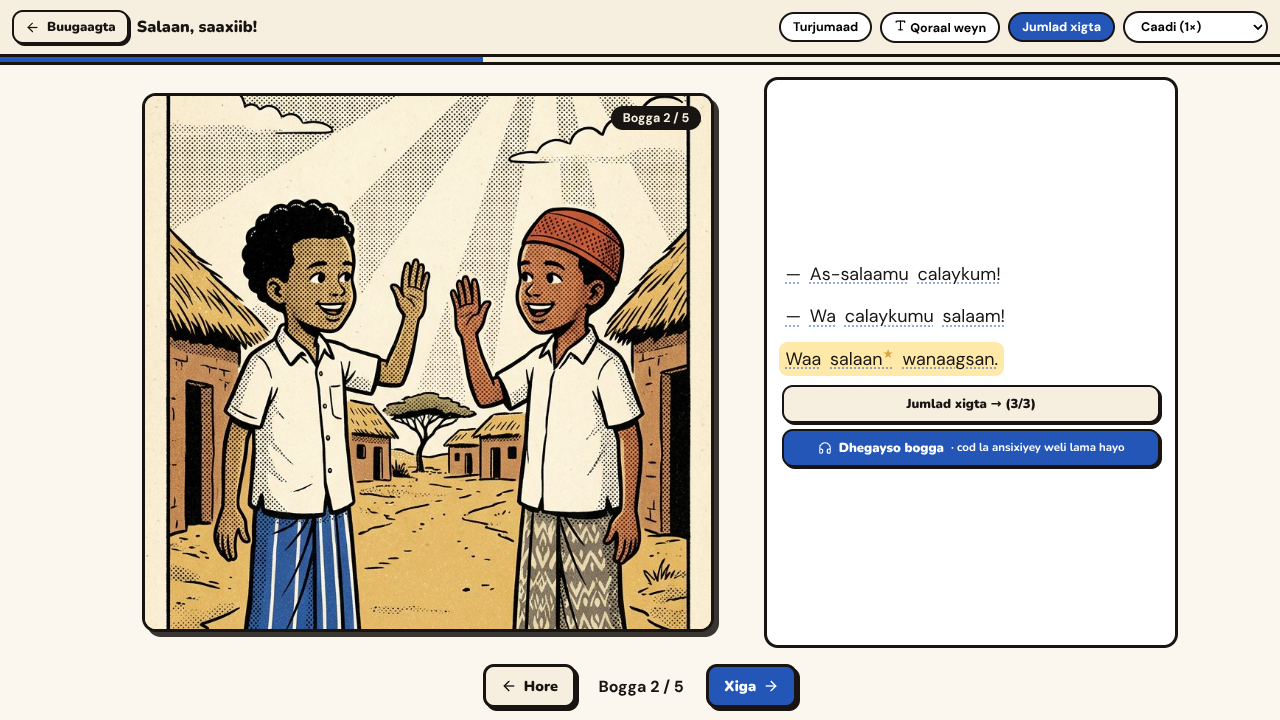 ← Buugaagta
Salaan, saaxiib!
Turjumaad
Qoraal weyn
Jumlad xigta
Caadi (1×)
Bogga 2 / 5
— As-salaamu calaykum!
— Wa calaykumu salaam!
Waa salaan★ wanaagsan.
Jumlad xigta → (3/3)
Dhegayso bogga · cod la ansixiyey weli lama hayo
← Hore
Bogga 2 / 5
Xiga →